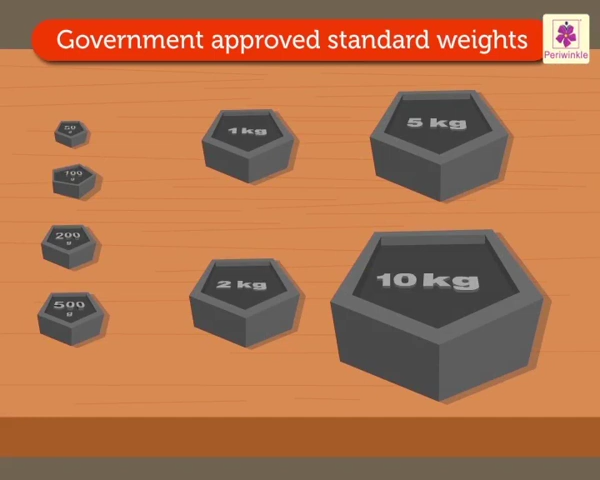 Government approved standard weights
Periwinkle
50
g
100
g
200
g
500
g
1 kg
2 kg
5 kg
10 kg